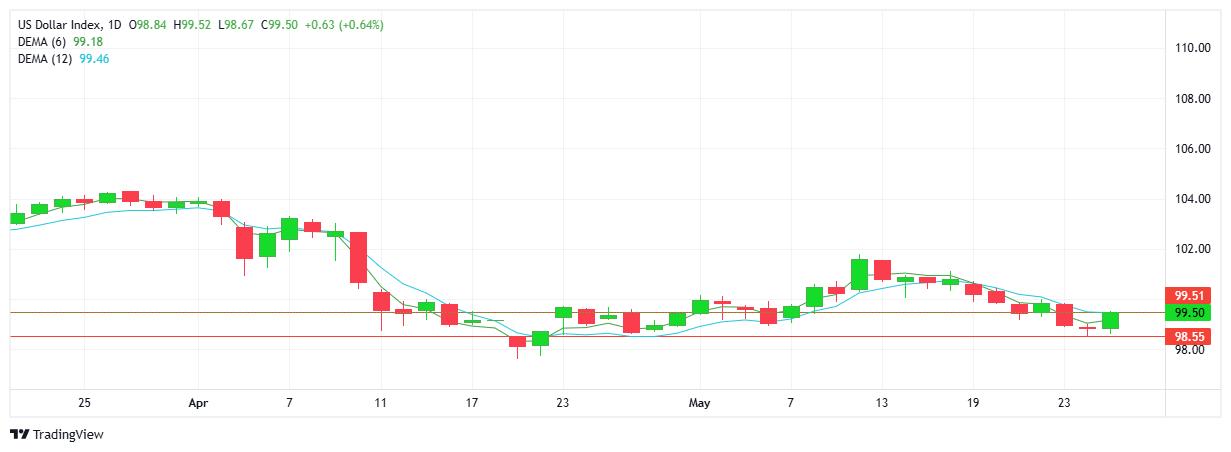 US Dollar Index, 1D O98.84 H99.52 L98.67 C99.50 +0.63 (+0.64%)
DEMA (6) 99.18
DEMA (12) 99.46
110.00
108.00
106.00
104.00
102.00
99.51
99.50
98.55
98.00
25 Apr 7 11 17 23 May 7 13 19 23
TradingView